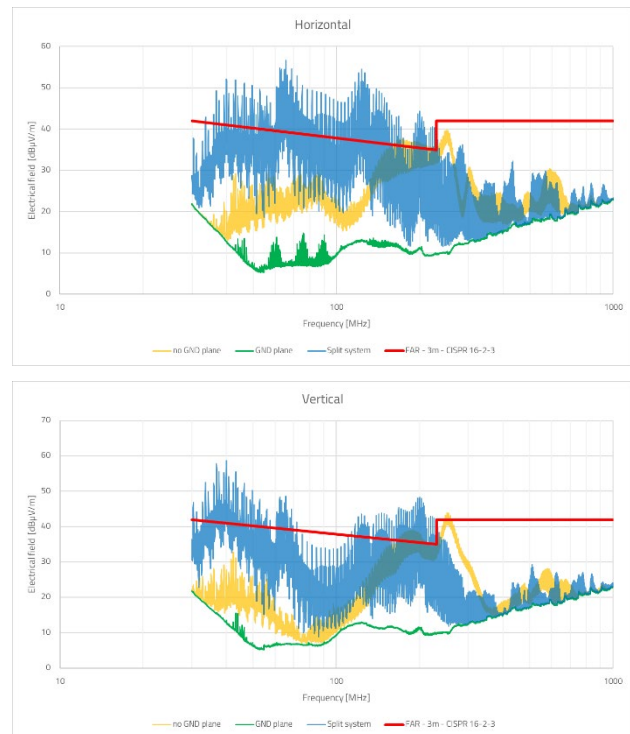 Horizontal
60
50
40
30
20
10
0
Electrical field [dBµV/m]
10
100
1000
Frequency [MHz]
no GND plane
GND plane
Split system
FAR - 3m - CISPR 16-2-3
Vertical
70
60
50
40
30
20
10
0
Electrical field [dBµV/m]
10
100
1000
Frequency [MHz]
no GND plane
GND plane
Split system
FAR - 3m - CISPR 16-2-3